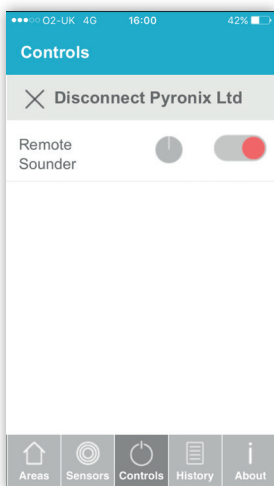 O2-UK 4G 16:00 42%
Controls
Disconnect Pyronix Ltd
Remote
Sounder
Areas Sensors Controls History About